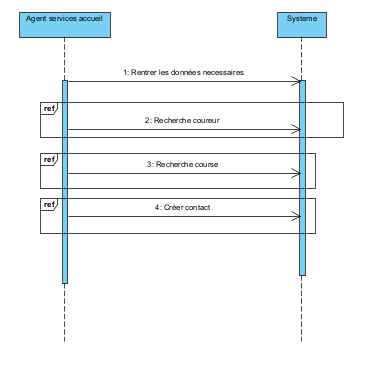 Agent services accueil
Systeme
1: Rentrer les données necessaires
ref
2: Recherche coureur
ref
3: Recherche course
ref
4: Créer contact